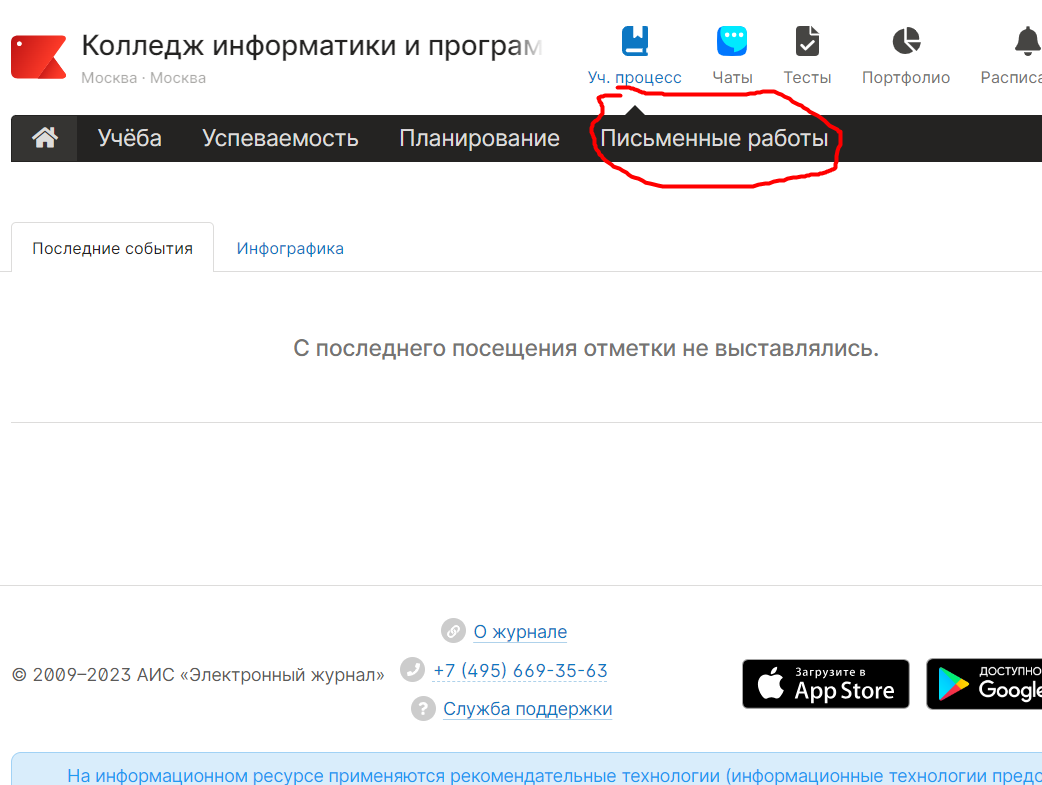 Колледж информатики и програм
Москва · Москва
Уч. процесс
Чаты
Тесты
Портфолио
Расписа
Учёба
Успеваемость
Планирование
Письменные работы
Последние события
Инфографика
С последнего посещения отметки не выставлялись.
О журнале
© 2009–2023 АИС «Электронный журнал»
+7 (495) 669-35-63
Служба поддержки
Загрузите в
App Store
ДОСТУПНО
Google
На информационном ресурсе применяются рекомендательные технологии (информационные технологии предо